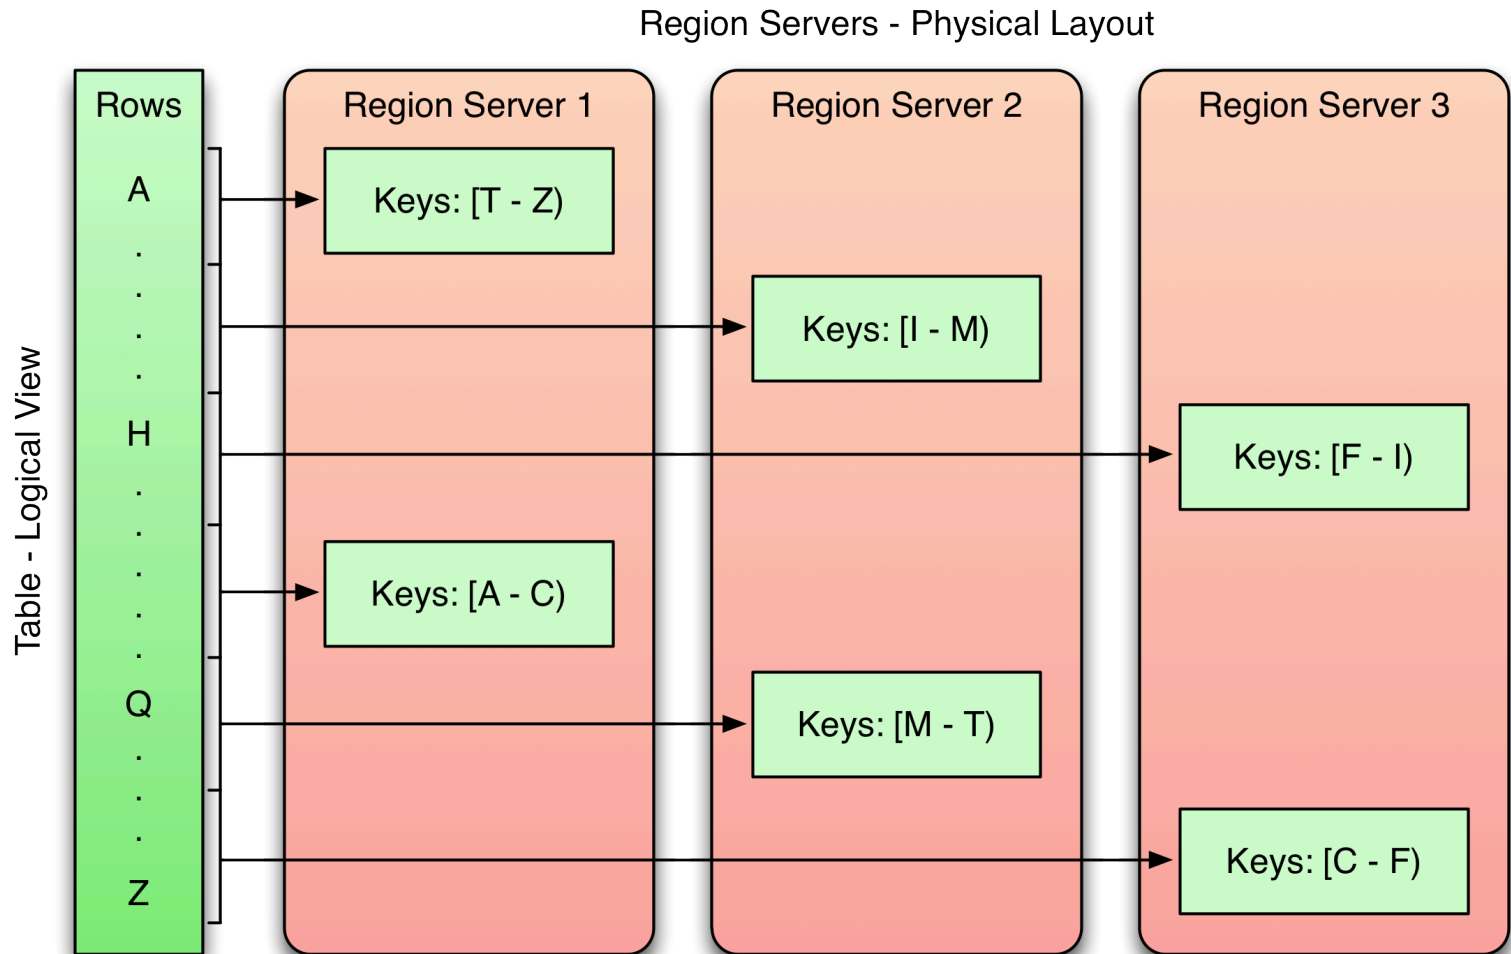 Region Servers - Physical Layout
Table - Logical View
Rows
A
.
.
.
.
H
.
.
.
.
.
Q
.
.
.
Z
Region Server 1
Keys: [T - Z)
Keys: [A - C)
Region Server 2
Keys: [I - M)
Keys: [M - T)
Region Server 3
Keys: [F - I)
Keys: [C - F)